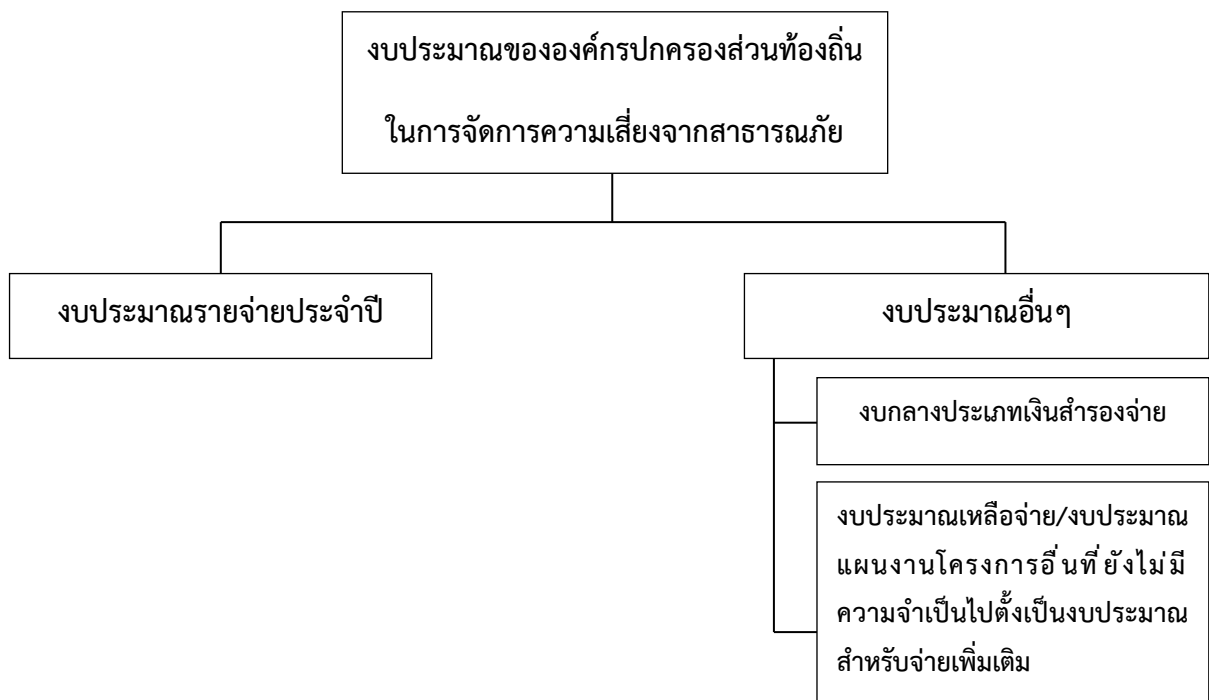 งบประมาณขององค์กรปกครองส่วนท้องถิ่น
ในการจัดการความเสี่ยงจากสาธารณภัย
งบประมาณรายจ่ายประจำปี
งบประมาณอื่นๆ
งบกลางประเภทเงินสำรองจ่าย
งบประมาณเหลือจ่าย/งบประมาณ
แผนงานโครงการอื่นที่ยังไม่มี
ความจำเป็นไปตั้งเป็นงบประมาณ
สำหรับจ่ายเพิ่มเติม